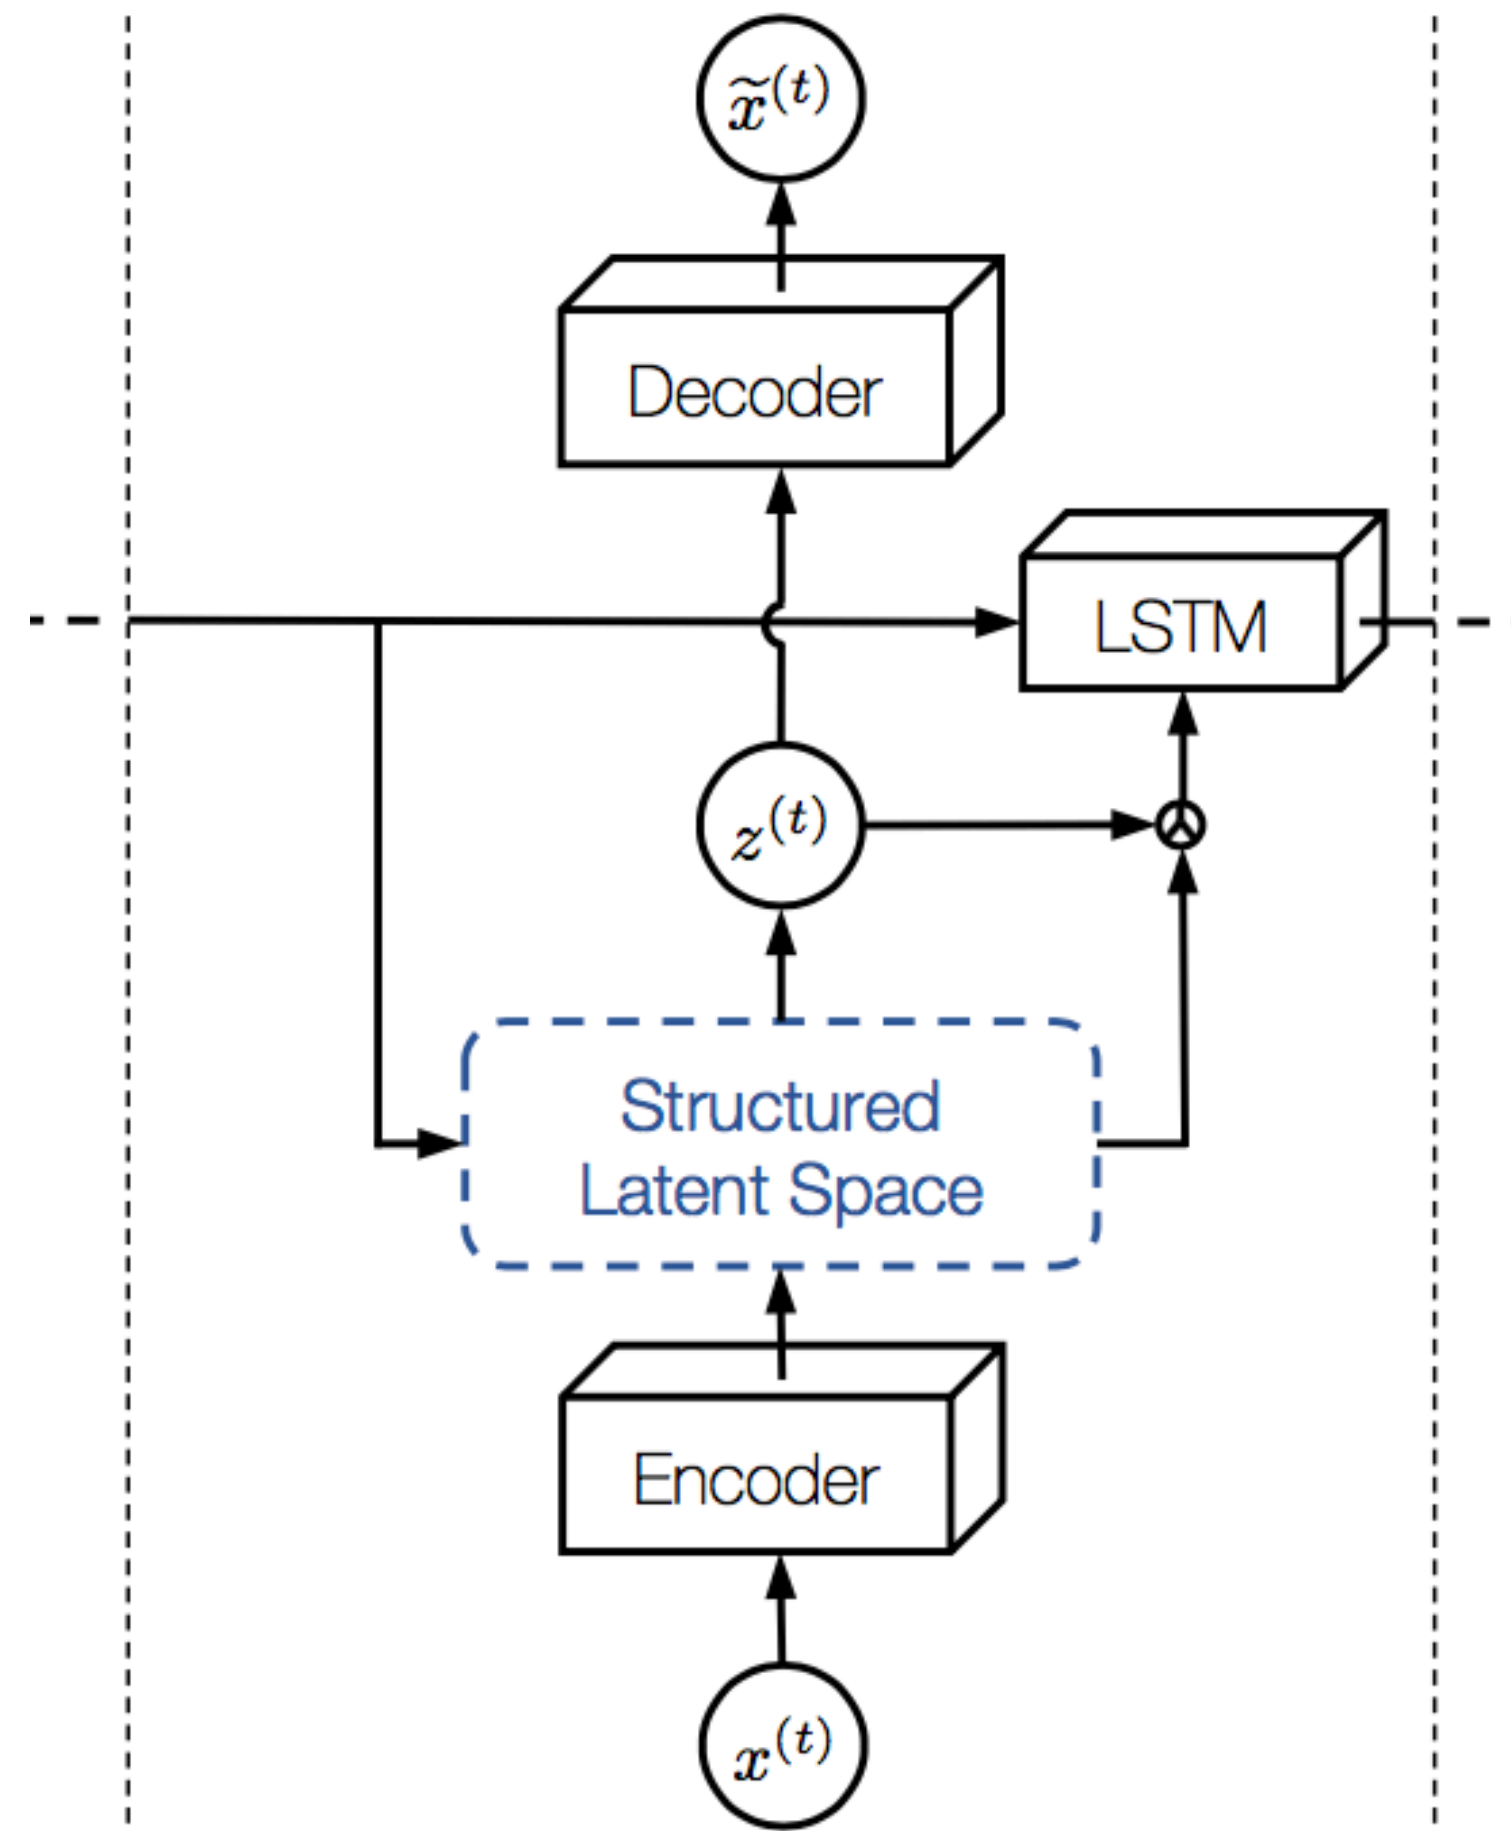 x̃^(t)
Decoder
LSTM
z^(t)
Structured
Latent Space
Encoder
x^(t)